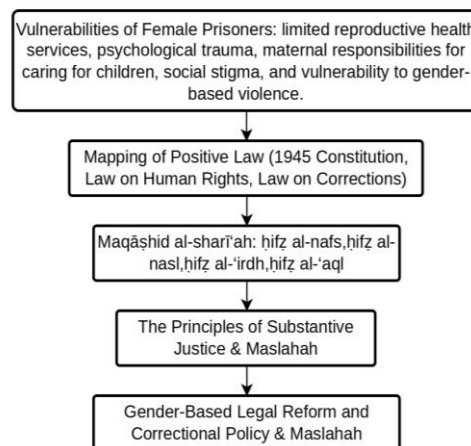 Vulnerabilities of Female Prisoners: limited reproductive health
services, psychological trauma, maternal responsibilities for
caring for children, social stigma, and vulnerability to gender-
based violence.
Mapping of Positive Law (1945 Constitution,
Law on Human Rights, Law on Corrections)
Maqāṣhid al-sharī‘ah: ḥifẓ al-nafs,ḥifẓ al-
nasl,ḥifẓ al-‘irdh,ḥifẓ al-‘aql
The Principles of Substantive
Justice & Maslahah
Gender-Based Legal Reform and
Correctional Policy & Maslahah